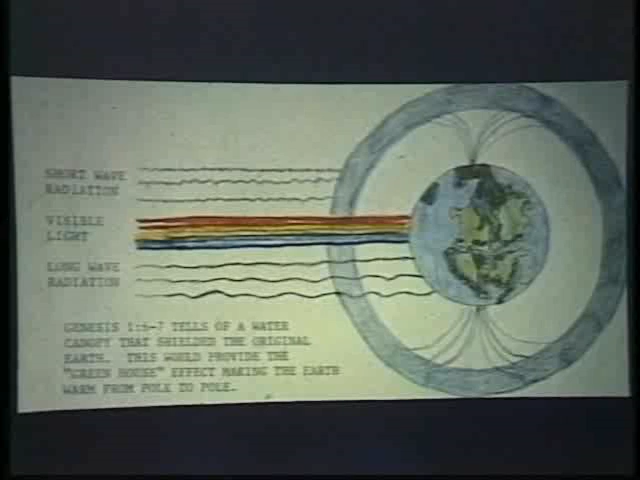 SHORT WAVE
RADIATION
VISIBLE
LIGHT
LONG WAVE
RADIATION
GENESIS 1:6-7 TELLS OF A WATER
CANOPY THAT SHIELDED THE ORIGINAL
EARTH. THIS WOULD PROVIDE THE
"GREEN HOUSE" EFFECT MAKING THE EARTH
WARM FROM POLE TO POLE.